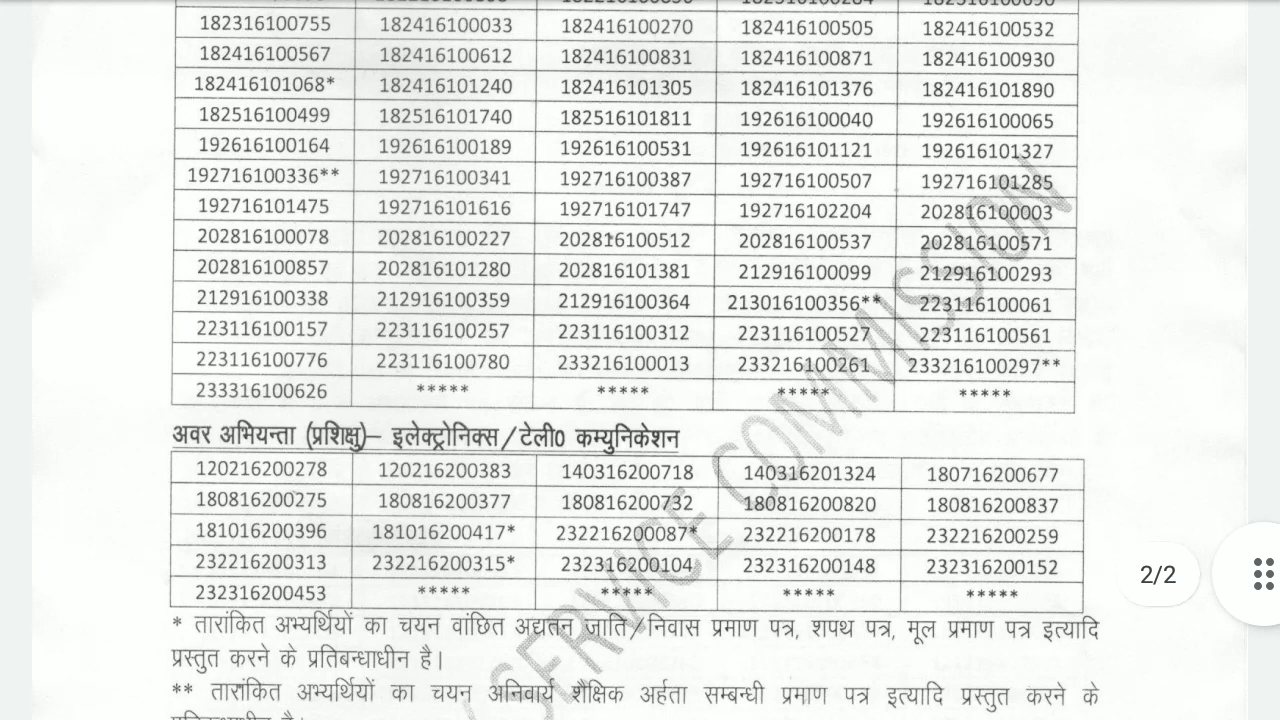 182316100755 182416100033 182416100270 182416100505 182416100532
182416100567 182416100612 182416100831 182416100871 182416100930
182416101068* 182416101240 182416101305 182416101376 182416101890
182516100499 182516101740 182516101811 192616100040 192616100065
192616100164 192616100189 192616100531 192616101121 192616101327
192716100336** 192716100341 192716100387 192716100507 192716101285
192716101475 192716101616 192716101747 192716102204 202816100003
202816100078 202816100227 202816100512 202816100537 202816100571
202816100857 202816101280 202816101381 212916100099 212916100293
212916100338 212916100359 212916100364 213016100356** 223116100061
223116100157 223116100257 223116100312 223116100527 223116100561
223116100776 223116100780 233216100013 233216100261 233216100297**
233316100626 ***** ***** ***** *****
अवर अभियन्ता (प्रशिक्षु)– इलेक्ट्रोनिक्स/टेली0 कम्युनिकेशन
120216200278 120216200383 140316200718 140316201324 180716200677
180816200275 180816200377 180816200732 180816200820 180816200837
181016200396 181016200417* 232216200087* 232216200178 232216200259
232216200313 232216200315* 232316200104 232316200148 232316200152
232316200453 ***** ***** ***** *****
* तारांकित अभ्यर्थियों का चयन वांछित अद्यतन जाति/निवास प्रमाण पत्र, शपथ पत्र, मूल प्रमाण पत्र इत्यादि
प्रस्तुत करने के प्रतिबन्धाधीन है।
** तारांकित अभ्यर्थियों का चयन अनिवार्य शैक्षिक अर्हता सम्बन्धी प्रमाण पत्र इत्यादि प्रस्तुत करने के
SERVICE COMMISSION
2/2